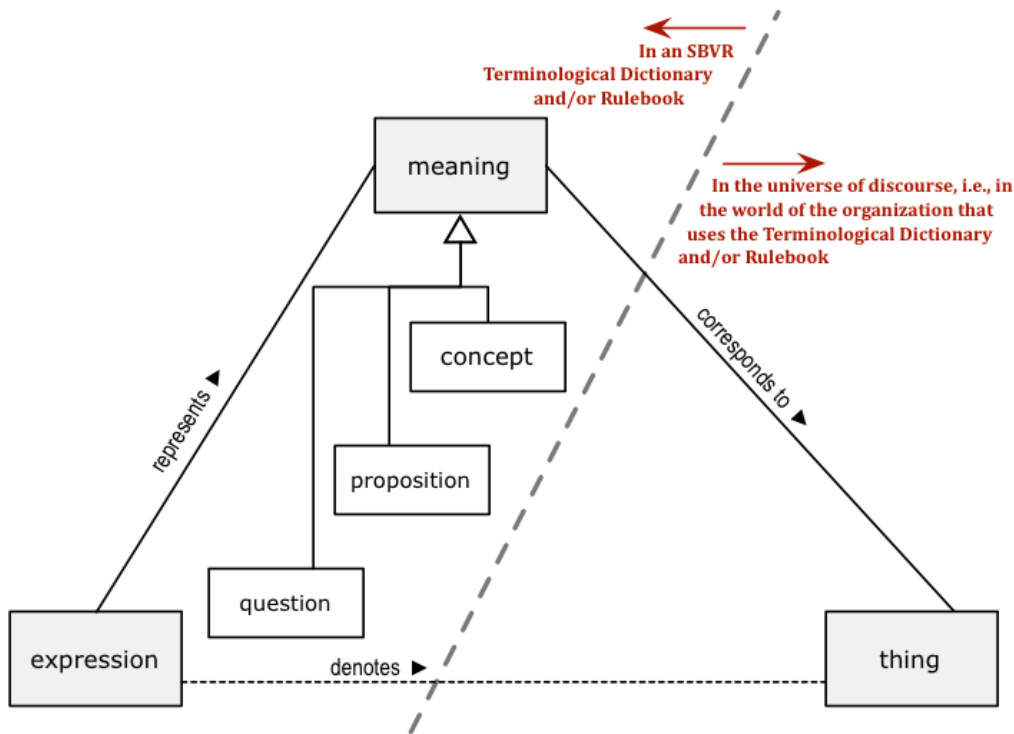 In an SBVR
Terminological Dictionary
and/or Rulebook
meaning
In the universe of discourse, i.e., in
the world of the organization that
uses the Terminological Dictionary
and/or Rulebook
concept
corresponds to ▶
represents ▶
proposition
question
expression
denotes ▶
thing